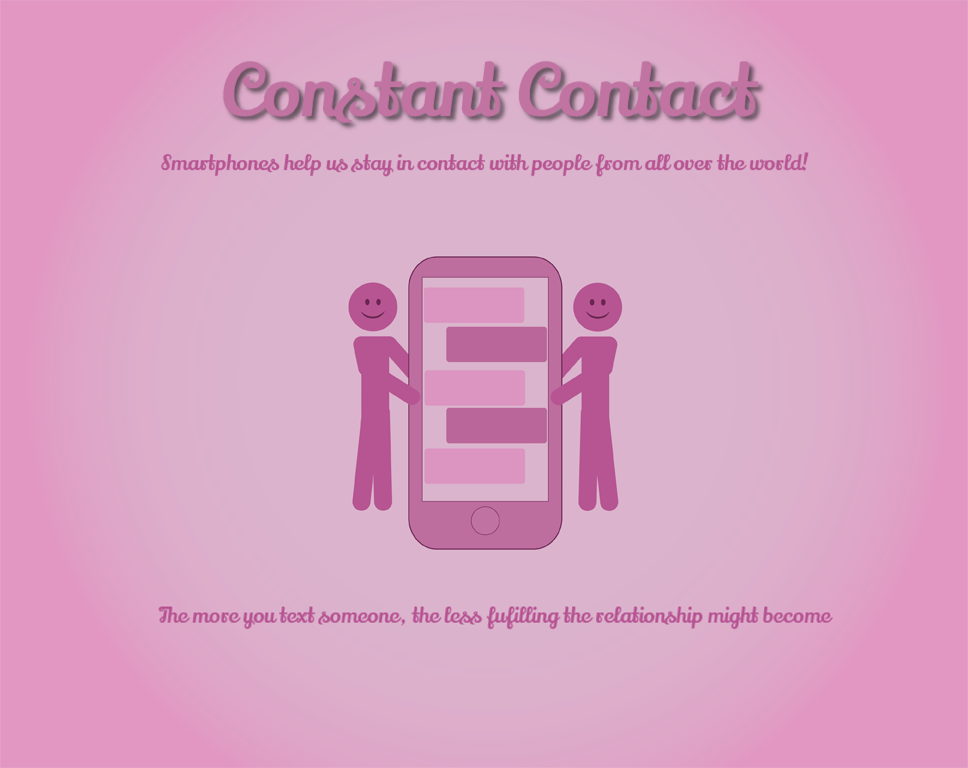 Constant Contact
Smartphones help us stay in contact with people from all over the world!
The more you text someone, the less fufilling the relationship might become